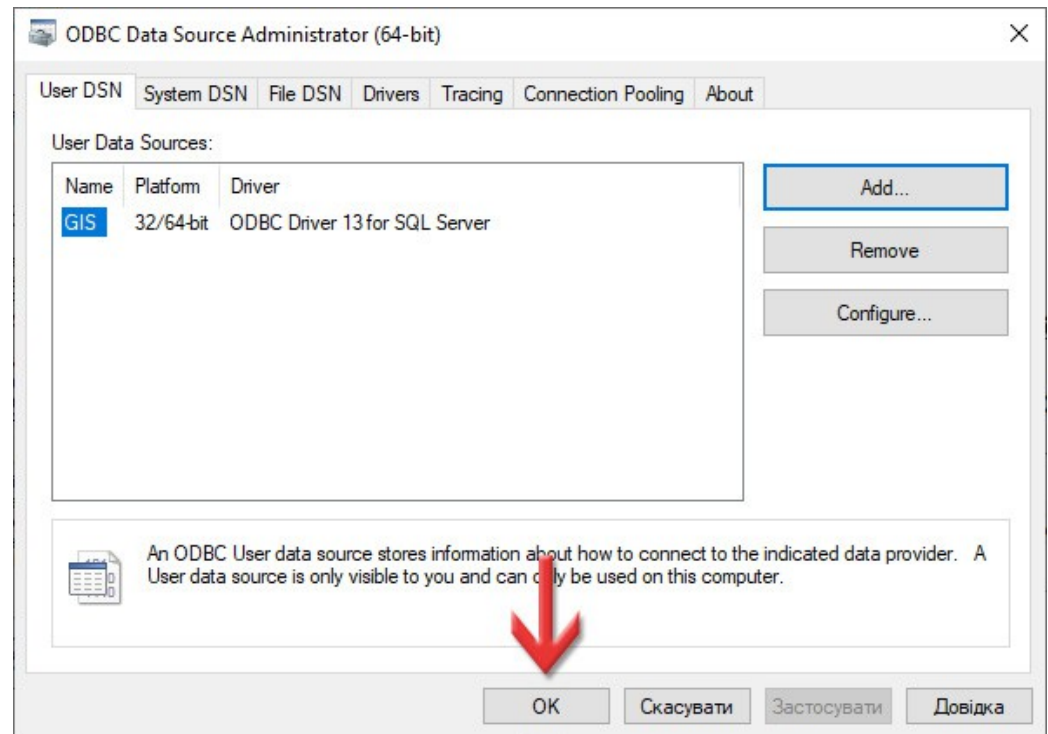 ODBC Data Source Administrator (64-bit)
User DSN System DSN File DSN Drivers Tracing Connection Pooling About
User Data Sources:
Name Platform Driver
GIS 32/64-bit ODBC Driver 13 for SQL Server
Add...
Remove
Configure...
An ODBC User data source stores information about how to connect to the indicated data provider. A
User data source is only visible to you and can only be used on this computer.
OK Скасувати Застосувати Довідка